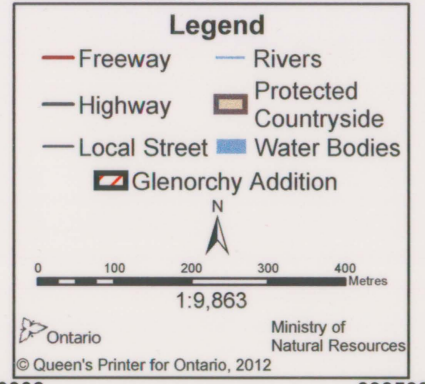 Legend
Freeway Rivers
Highway Protected Countryside
Local Street Water Bodies
Glenorchy Addition
N
0 100 200 300 400
Metres
1:9,863
Ontario
Ministry of
Natural Resources
© Queen's Printer for Ontario, 2012